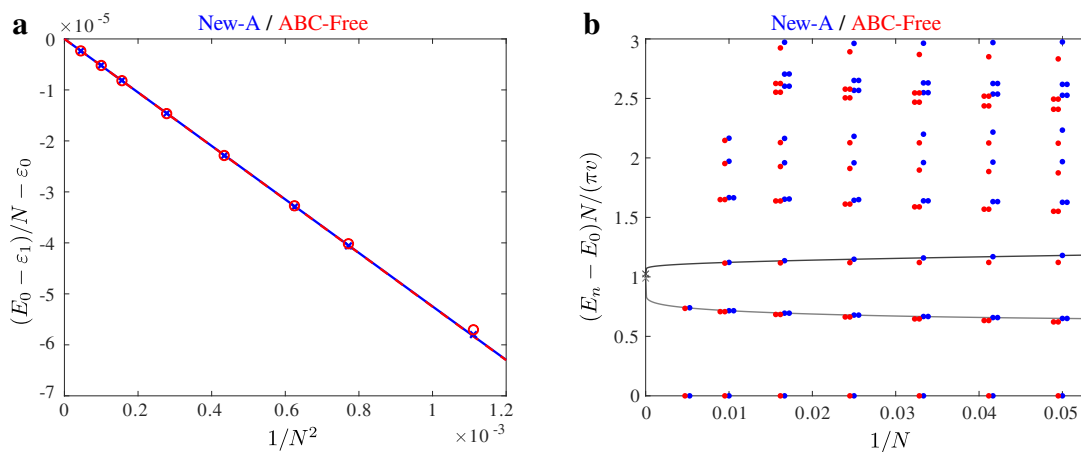 a
New-A / ABC-Free
×10 -5
0
-1
-2
-3
-4
-5
-6
-7
(E₀ − ε₁)/N − ε₀
0 0.2 0.4 0.6 0.8 1 1.2
1/N²
×10 -3
b
New-A / ABC-Free
3
2.5
2
1.5
1
0.5
0
(Eₙ − E₀)N/(πv)
0 0.01 0.02 0.03 0.04 0.05
1/N